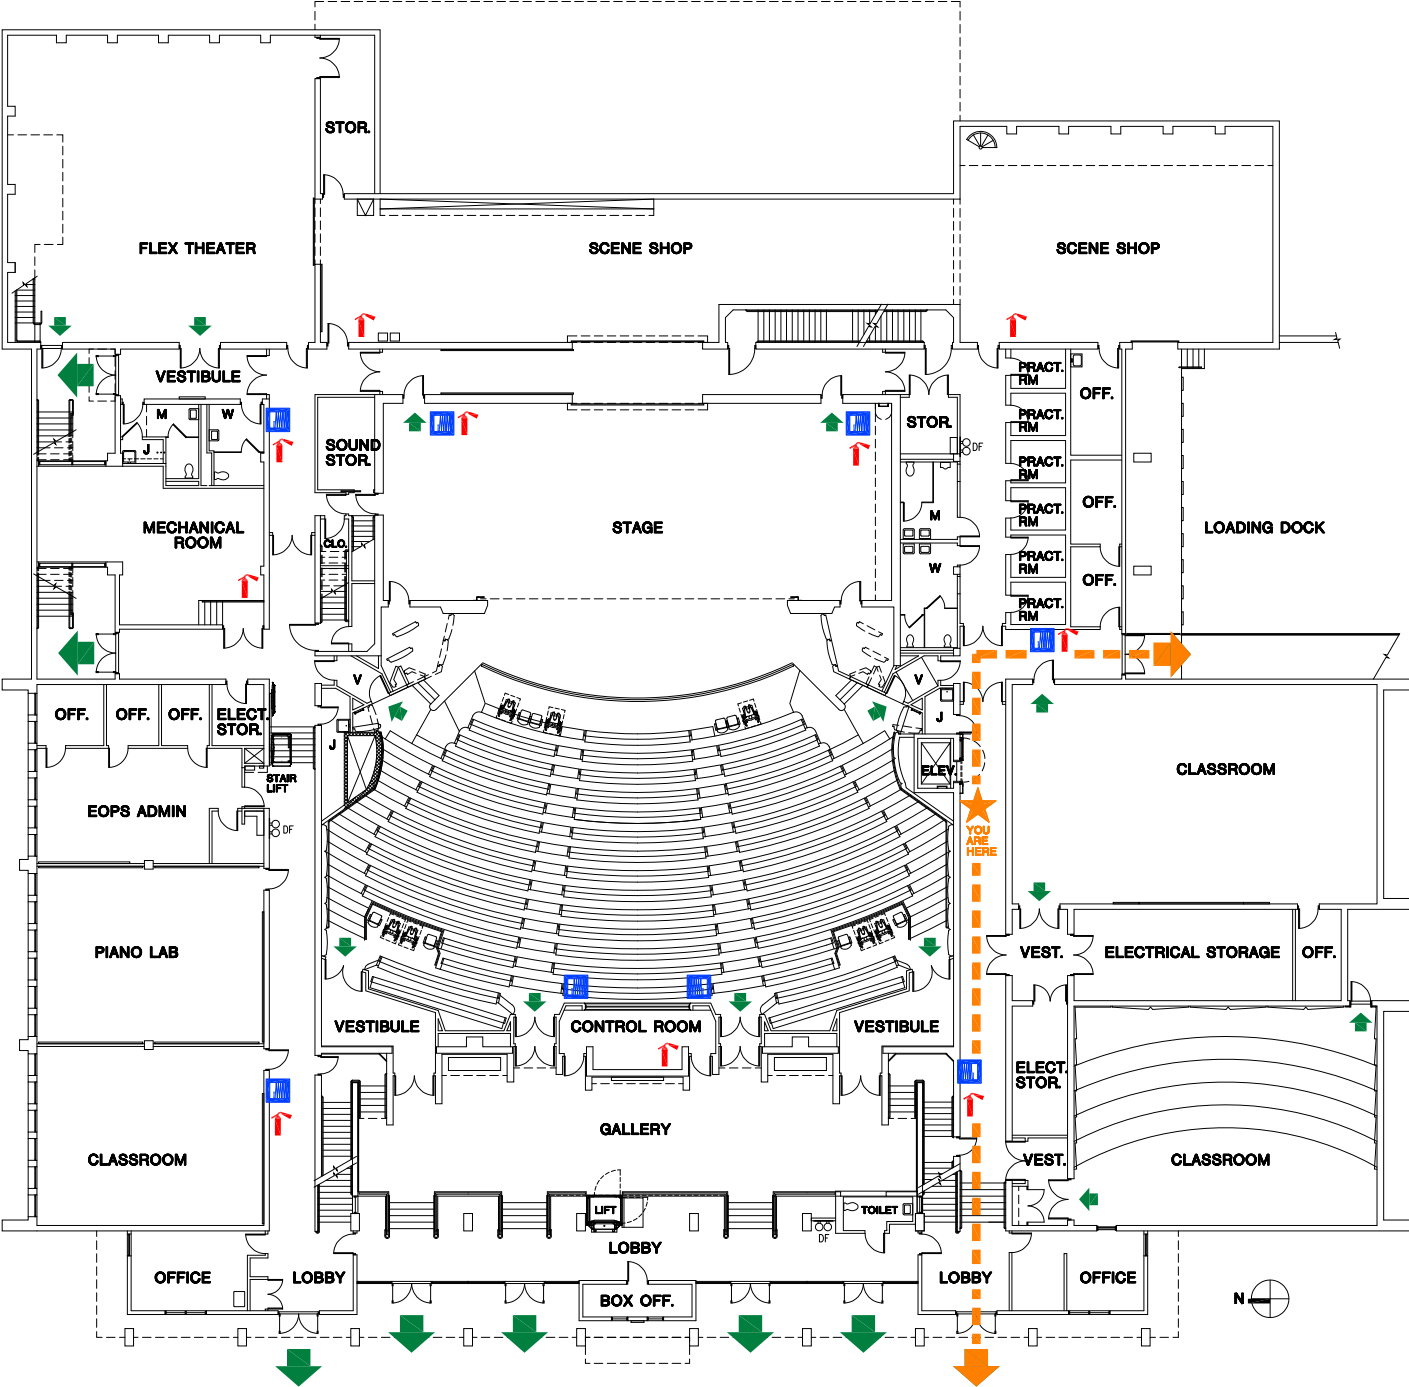 STOR.
FLEX THEATER
SCENE SHOP
SCENE SHOP
VESTIBULE
M
W
J
SOUND
STOR.
STOR.
DF
PRACT.
RM
PRACT.
RM
PRACT.
RM
PRACT.
RM
PRACT.
RM
PRACT.
RM
OFF.
OFF.
OFF.
MECHANICAL
ROOM
CLO.
STAGE
M
W
LOADING DOCK
V
V
OFF.
OFF.
OFF.
ELECT.
STOR.
J
J
ELEV.
STAIR
LIFT
EOPS ADMIN
DF
YOU
ARE
HERE
CLASSROOM
PIANO LAB
VEST.
ELECTRICAL STORAGE
OFF.
VESTIBULE
CONTROL ROOM
VESTIBULE
ELECT.
STOR.
GALLERY
CLASSROOM
VEST.
CLASSROOM
LIFT
TOILET
DF
LOBBY
OFFICE
LOBBY
BOX OFF.
LOBBY
OFFICE
N